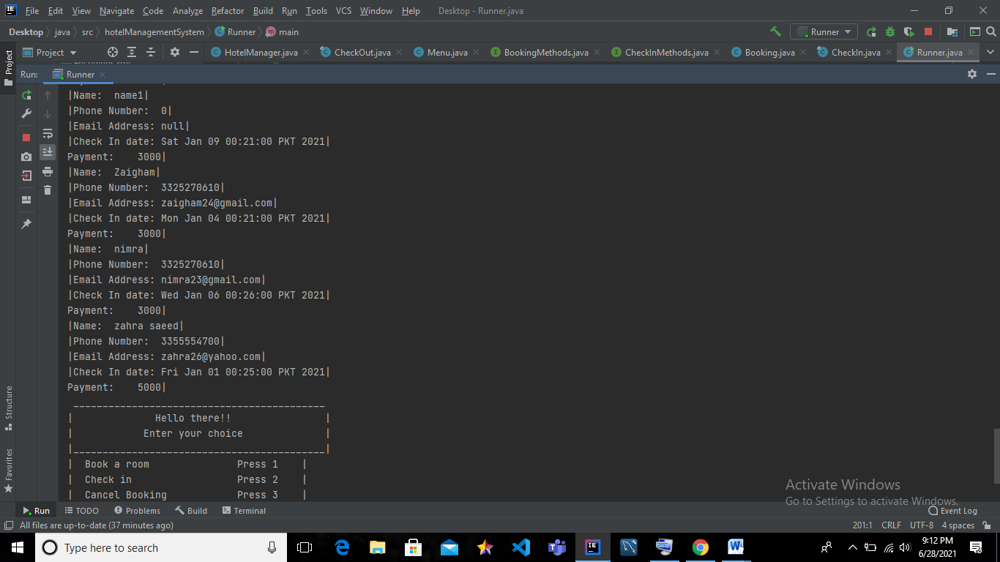 File Edit View Navigate Code Analyze Refactor Build Run Tools VCS Window Help Desktop - Runner.java
Desktop java src hotelManagementSystem Runner main Runner
Project HotelManager.java CheckOut.java Menu.java BookingMethods.java CheckInMethods.java Booking.java CheckIn.java Runner.java
Run: Runner
|Name:  name1|
|Phone Number:  0|
|Email Address: null|
|Check In date: Sat Jan 09 00:21:00 PKT 2021|
Payment:    3000|
|Name:  Zaigham|
|Phone Number:  3325270610|
|Email Address: zaigham24@gmail.com|
|Check In date: Mon Jan 04 00:21:00 PKT 2021|
Payment:    3000|
|Name:  nimra|
|Phone Number:  3325270610|
|Email Address: nimra23@gmail.com|
|Check In date: Wed Jan 06 00:26:00 PKT 2021|
Payment:    3000|
|Name:  zahra saeed|
|Phone Number:  3355554700|
|Email Address: zahra26@yahoo.com|
|Check In date: Fri Jan 01 00:25:00 PKT 2021|
Payment:    5000|
 ___________________________________________
|              Hello there!!                |
|            Enter your choice              |
|___________________________________________|
|  Book a room               Press 1    |
|  Check in                  Press 2    |
|  Cancel Booking            Press 3    |
Project
Structure
Favorites
Activate Windows
Go to Settings to activate Windows.
Run TODO Problems Build Terminal Event Log
All files are up-to-date (37 minutes ago) 201:1 CRLF UTF-8 4 spaces
Type here to search 9:12 PM
6/28/2021